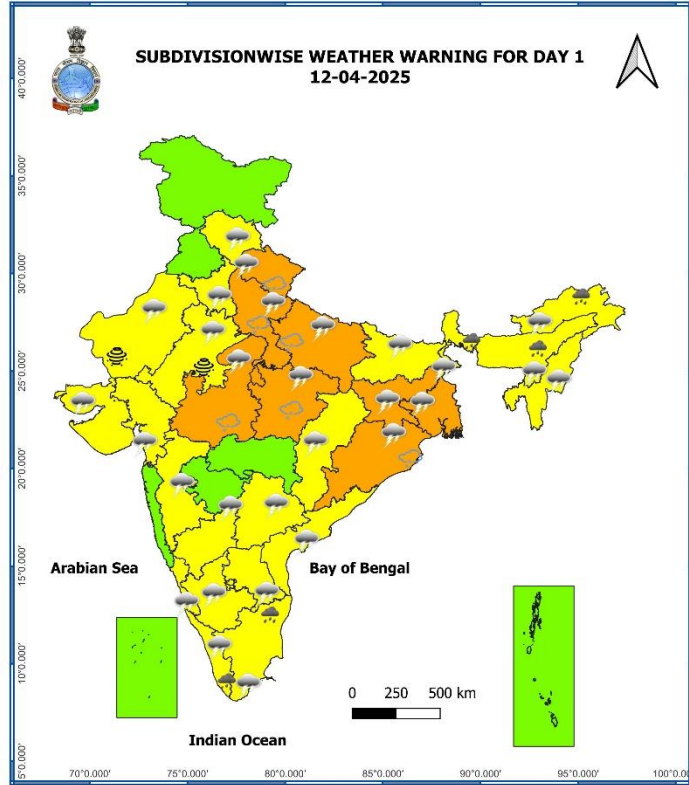 SUBDIVISIONWISE WEATHER WARNING FOR DAY 1
12-04-2025
40°0.000'
35°0.000'
30°0.000'
25°0.000'
20°0.000'
Arabian Sea
Bay of Bengal
15°0.000'
10°0.000'
0 250 500 km
Indian Ocean
5°0.000'
70°0.000' 75°0.000' 80°0.000' 85°0.000' 90°0.000' 95°0.000' 100°0.0